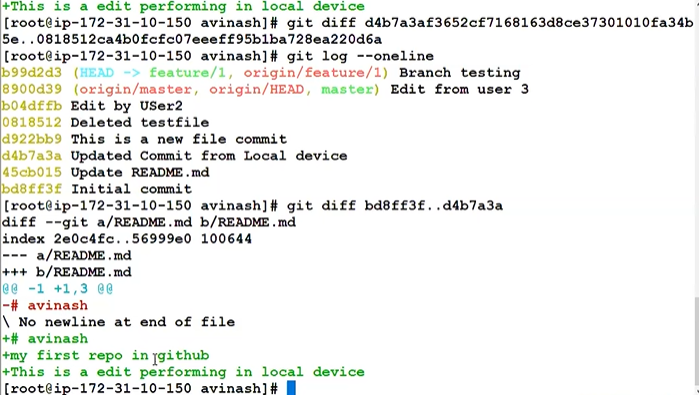 +This is a edit performing in local device
[root@ip-172-31-10-150 avinash]# git diff d4b7a3af3652cf7168163d8ce37301010fa34b
5e..0818512ca4b0fcfc07eeeff95b1ba728ea220d6a
[root@ip-172-31-10-150 avinash]# git log --oneline
b99d2d3 (HEAD -> feature/1, origin/feature/1) Branch testing
8900d39 (origin/master, origin/HEAD, master) Edit from user 3
b04dffb Edit by USer2
0818512 Deleted testfile
d922bb9 This is a new file commit
d4b7a3a Updated Commit from Local device
45cb015 Update README.md
bd8ff3f Initial commit
[root@ip-172-31-10-150 avinash]# git diff bd8ff3f..d4b7a3a
diff --git a/README.md b/README.md
index 2e0c4fc..56999e0 100644
--- a/README.md
+++ b/README.md
@@ -1 +1,3 @@
-# avinash
\ No newline at end of file
+# avinash
+my first repo in github
+This is a edit performing in local device
[root@ip-172-31-10-150 avinash]#